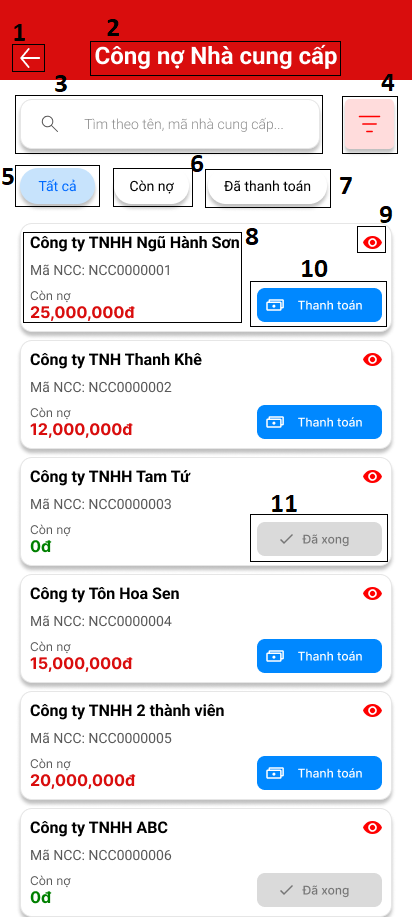 1
2
Công nợ Nhà cung cấp
3
4
Tìm theo tên, mã nhà cung cấp...
5
Tất cả
Còn nợ
6
Đã thanh toán
7
Công ty TNHH Ngũ Hành Sơn
8
9
Mã NCC: NCC0000001
10
Còn nợ
25,000,000đ
Thanh toán
Công ty TNH Thanh Khê
Mã NCC: NCC0000002
Còn nợ
12,000,000đ
Thanh toán
Công ty TNHH Tam Tứ
Mã NCC: NCC0000003
11
Còn nợ
0đ
Đã xong
Công ty Tôn Hoa Sen
Mã NCC: NCC0000004
Còn nợ
15,000,000đ
Thanh toán
Công ty TNHH 2 thành viên
Mã NCC: NCC0000005
Còn nợ
20,000,000đ
Thanh toán
Công ty TNHH ABC
Mã NCC: NCC0000006
Còn nợ
0đ
Đã xong